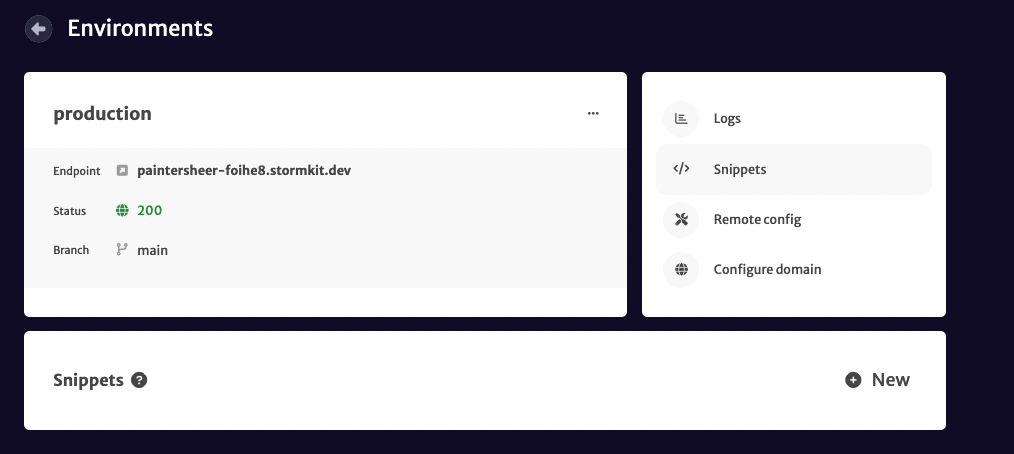 Environments
production
Endpoint paintersheer-foihe8.stormkit.dev
Status 200
Branch main
Logs
Snippets
Remote config
Configure domain
Snippets ?
New